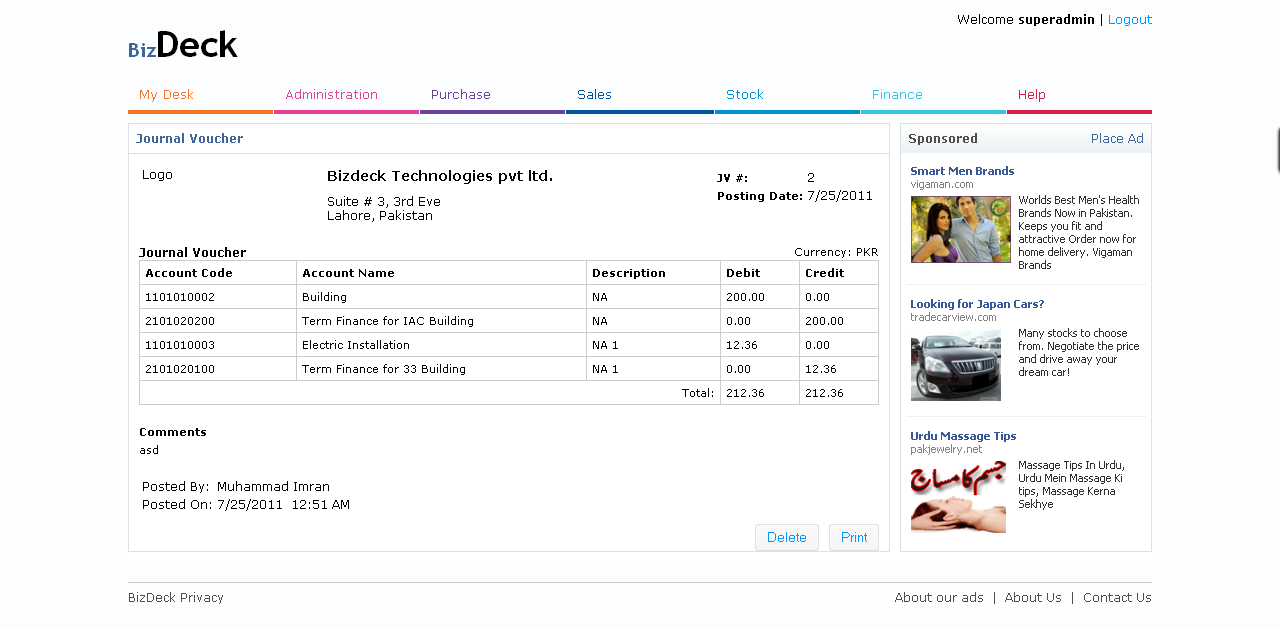 Welcome superadmin | Logout
BizDeck
My Desk Administration Purchase Sales Stock Finance Help
Journal Voucher
Logo
Bizdeck Technologies pvt ltd.
Suite # 3, 3rd Eve
Lahore, Pakistan
JV #: 2
Posting Date: 7/25/2011
Journal Voucher Currency: PKR
Account Code Account Name Description Debit Credit
1101010002 Building NA 200.00 0.00
2101020200 Term Finance for IAC Building NA 0.00 200.00
1101010003 Electric Installation NA 1 12.36 0.00
2101020100 Term Finance for 33 Building NA 1 0.00 12.36
Total: 212.36 212.36
Comments
asd
Posted By: Muhammad Imran
Posted On: 7/25/2011 12:51 AM
Delete Print
Sponsored Place Ad
Smart Men Brands
vigaman.com
Worlds Best Men's Health
Brands Now in Pakistan.
Keeps you fit and
attractive Order now for
home delivery. Vigaman
Brands
Looking for Japan Cars?
tradecarview.com
Many stocks to choose
from. Negotiate the price
and drive away your
dream car!
Urdu Massage Tips
pakjewelry.net
جسم کا مساج
Massage Tips In Urdu,
Urdu Mein Massage Ki
tips, Massage Kerna
Sekhye
BizDeck Privacy About our ads | About Us | Contact Us